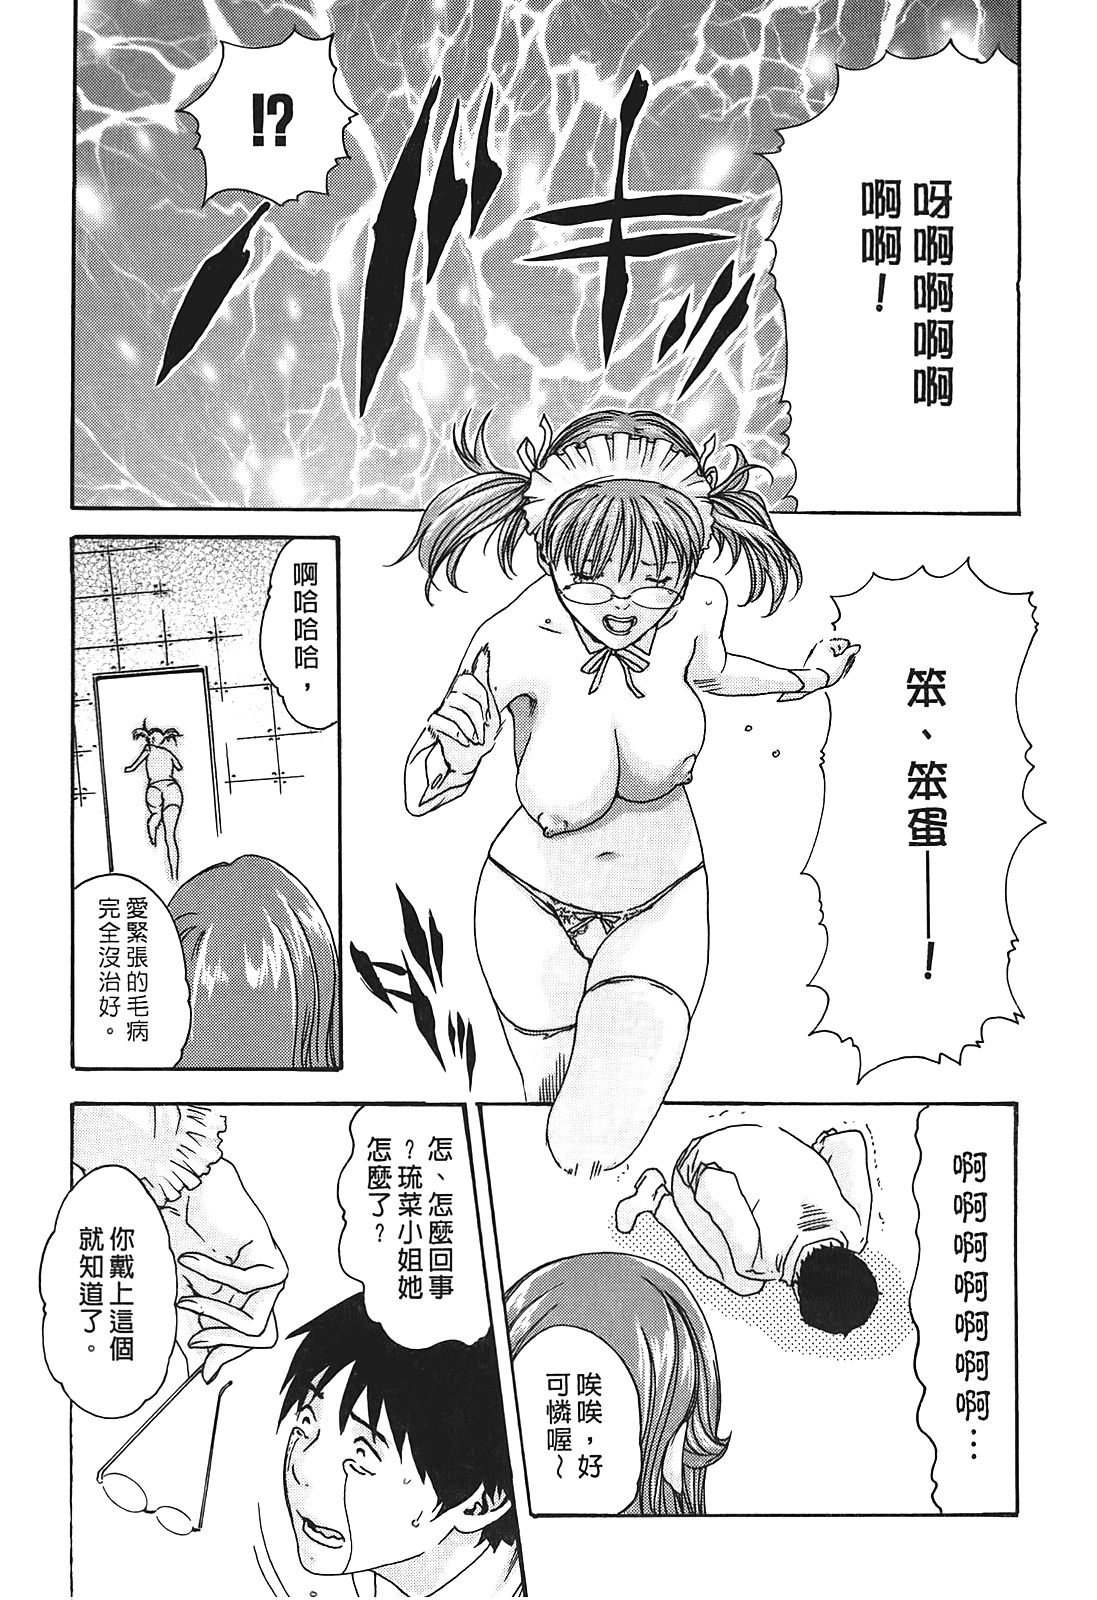 呀啊啊啊啊
啊啊！
!?
バキッ
笨、笨蛋——！
啊哈哈哈，
愛緊張的毛病
完全沒治好。
啊啊啊啊啊啊啊…
唉唉，好
可憐喔～
怎、怎麼回事
？琉菜小姐她
怎麼了？
你戴上這個
就知道了。